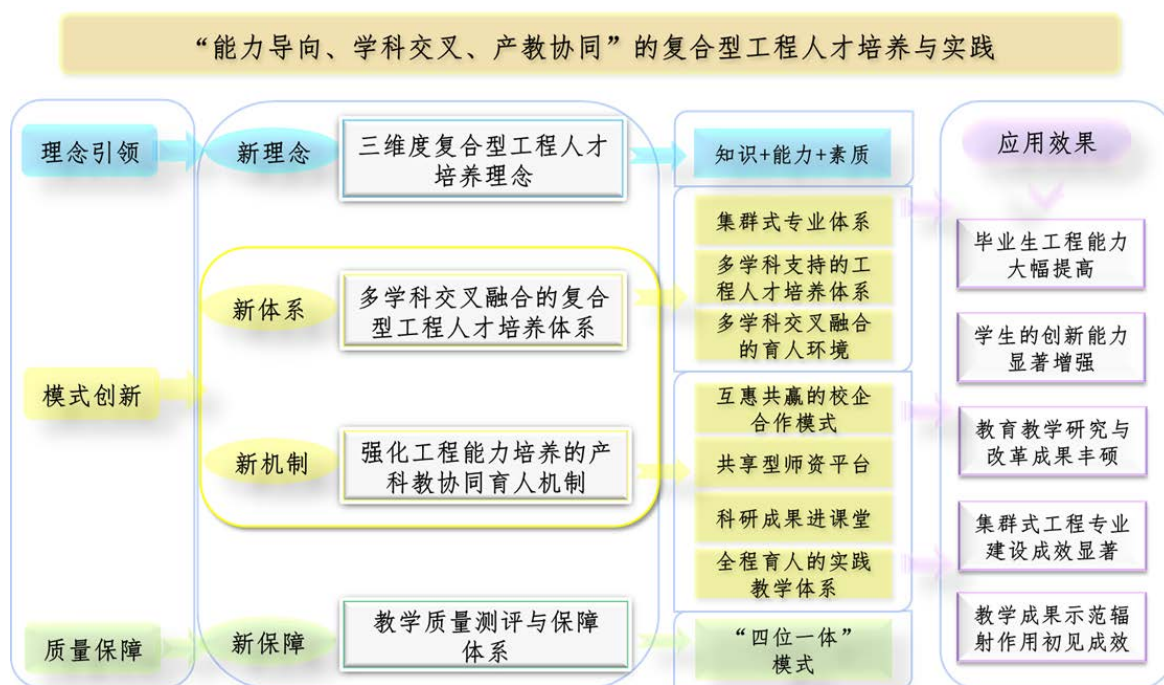 “能力导向、学科交叉、产教协同”的复合型工程人才培养与实践
理念引领
新理念
三维度复合型工程人才
培养理念
知识+能力+素质
模式创新
新体系
多学科交叉融合的复合
型工程人才培养体系
集群式专业体系
多学科支持的工
程人才培养体系
多学科交叉融合
的育人环境
新机制
强化工程能力培养的产
科教协同育人机制
互惠共赢的校企
合作模式
共享型师资平台
科研成果进课堂
全程育人的实践
教学体系
质量保障
新保障
教学质量测评与保障
体系
“四位一体”
模式
应用效果
毕业生工程能力
大幅提高
学生的创新能力
显著增强
教育教学研究与
改革成果丰硕
集群式工程专业
建设成效显著
教学成果示范辐
射作用初见成效